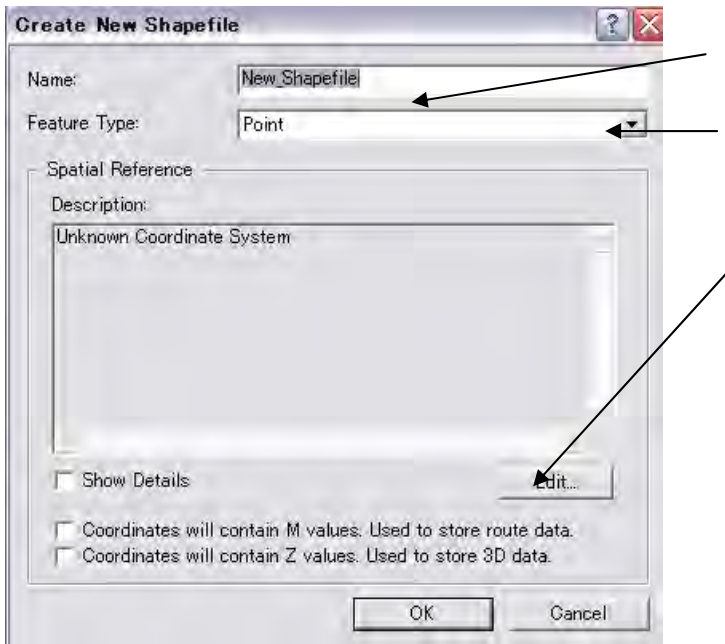 Create New Shapefile
Name: New_Shapefile
Feature Type: Point
Spatial Reference
Description:
Unknown Coordinate System
Show Details
Edit...
Coordinates will contain M values. Used to store route data.
Coordinates will contain Z values. Used to store 3D data.
OK Cancel